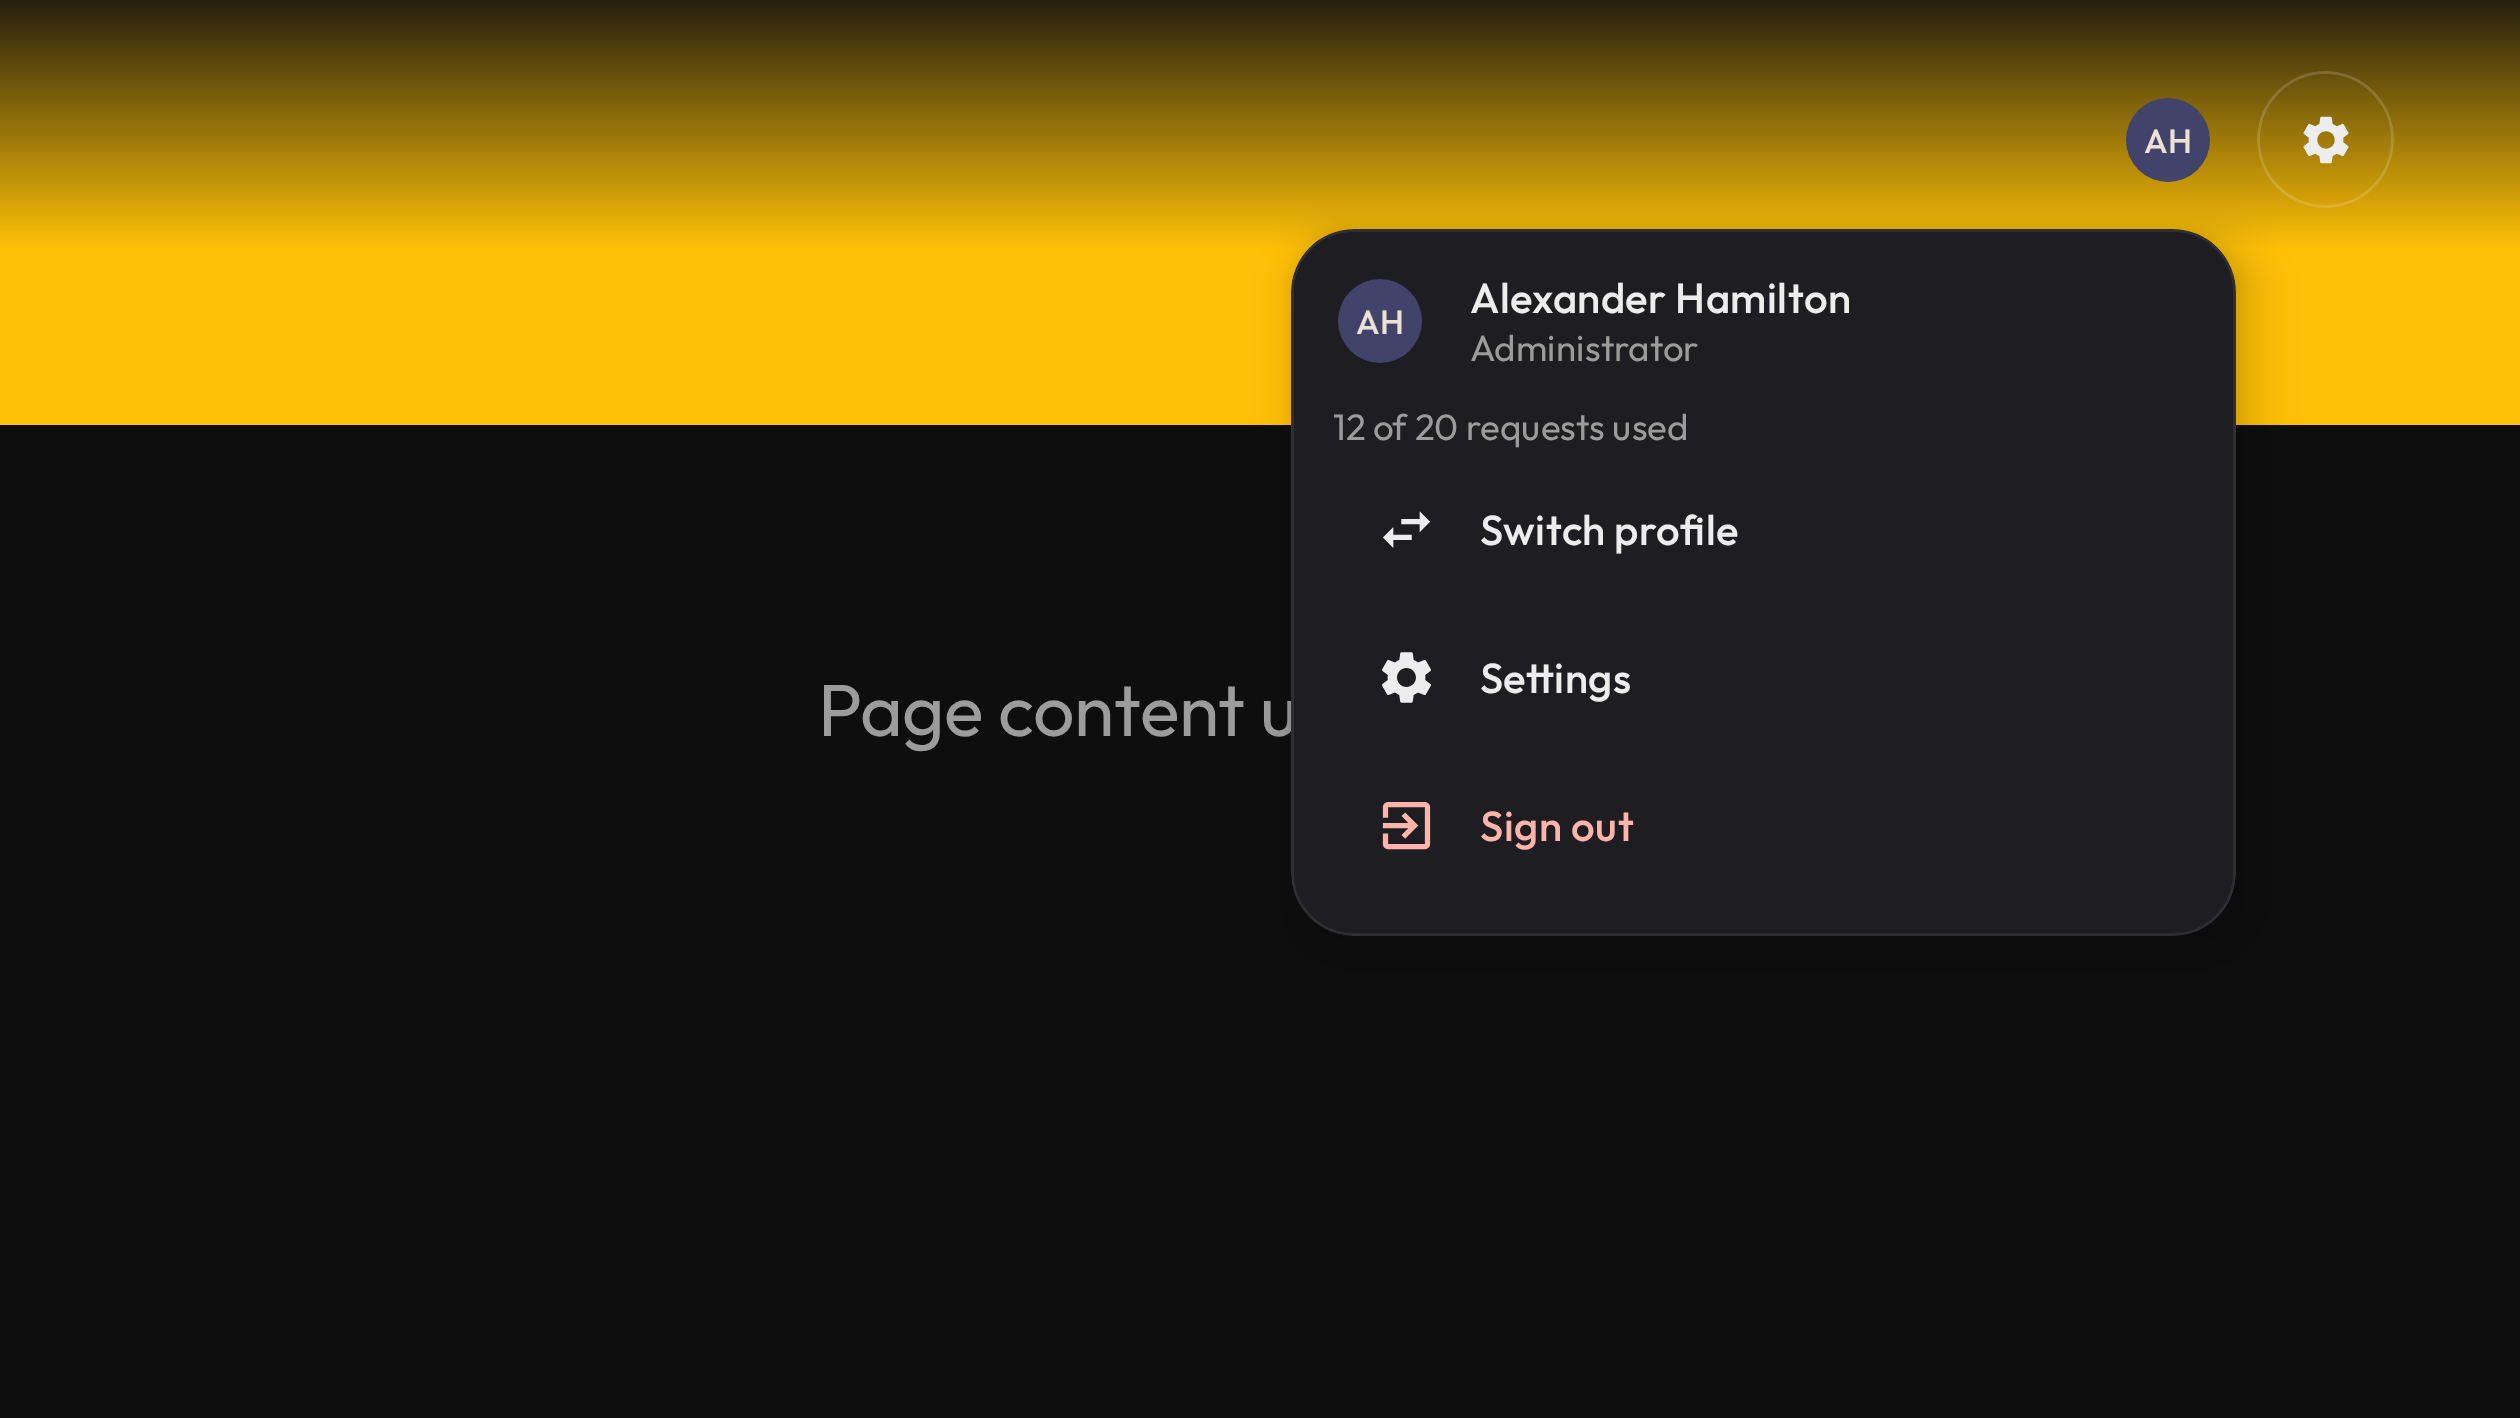 AH
AH
Alexander Hamilton
Administrator
12 of 20 requests used
Switch profile
Settings
Page content
Sign out